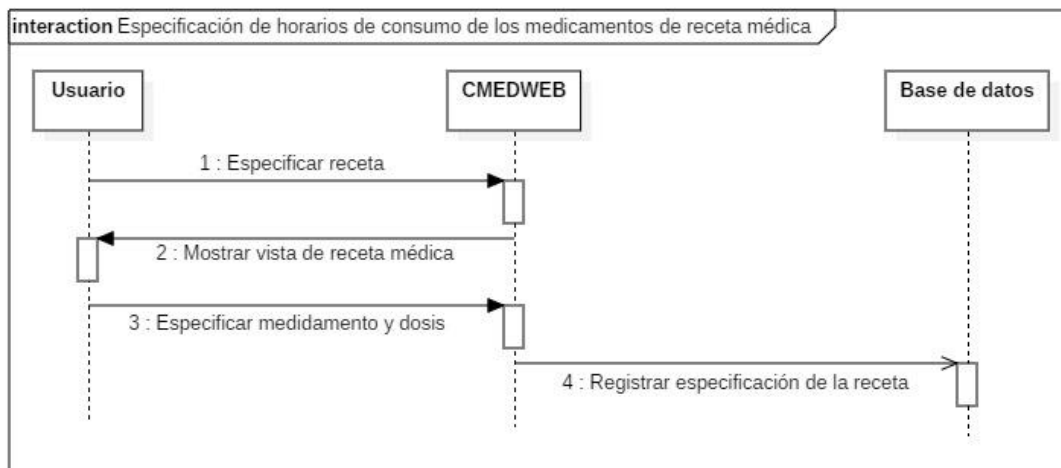 interaction Especificación de horarios de consumo de los medicamentos de receta médica
Usuario
CMEDWEB
Base de datos
1 : Especificar receta
2 : Mostrar vista de receta médica
3 : Especificar medidamento y dosis
4 : Registrar especificación de la receta